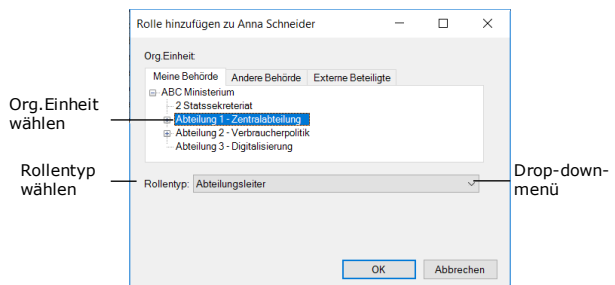 Rolle hinzufügen zu Anna Schneider
Org.Einheit:
Meine Behörde Andere Behörde Externe Beteiligte
ABC Ministerium
2 Statssekreteriat
Abteilung 1 - Zentralabteilung
Abteilung 2 - Verbraucherpolitik
Abteilung 3 - Digitalisierung
Org.Einheit
wählen
Rollentyp
wählen
Rollentyp: Abteilungsleiter
Drop-down-
menü
OK Abbrechen